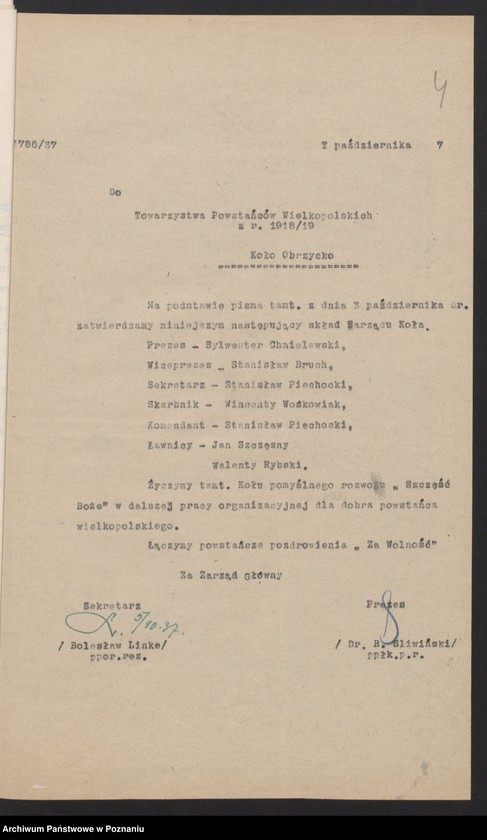 4
1786/37 T października 7
Do
Towarzystwa Powstańców Wielkopolskich
z r. 1918/19
Koło Obrzycko
=====================
Na podstawie pisma tamt. z dnia 3 października br.
zatwierdzamy niniejszym następujący skład Zarządu Koła.
Prezes - Sylwester Chmielewski,
Wiceprezes - Stanisław Bruch,
Sekretarz - Stanisław Piechocki,
Skarbnik - Wincenty Wośkowiak,
Komendant - Stanisław Piechocki,
Ławnicy - Jan Szczęsny
Walenty Rybski.
Życzymy tamt. Kołu pomyślnego rozwoju „ Szczęść
Boże" w dalszej pracy organizacyjnej dla dobra powstańca
wielkopolskiego.
Łączymy powstańcze pozdrowienia „ Za Wolność"
Za Zarząd Główny
Sekretarz Prezes
5/10.37.
/ Bolesław Linke/ / Dr. B. Śliwiński/
ppor.rez. ppłk.p.r.
Archiwum Państwowe w Poznaniu